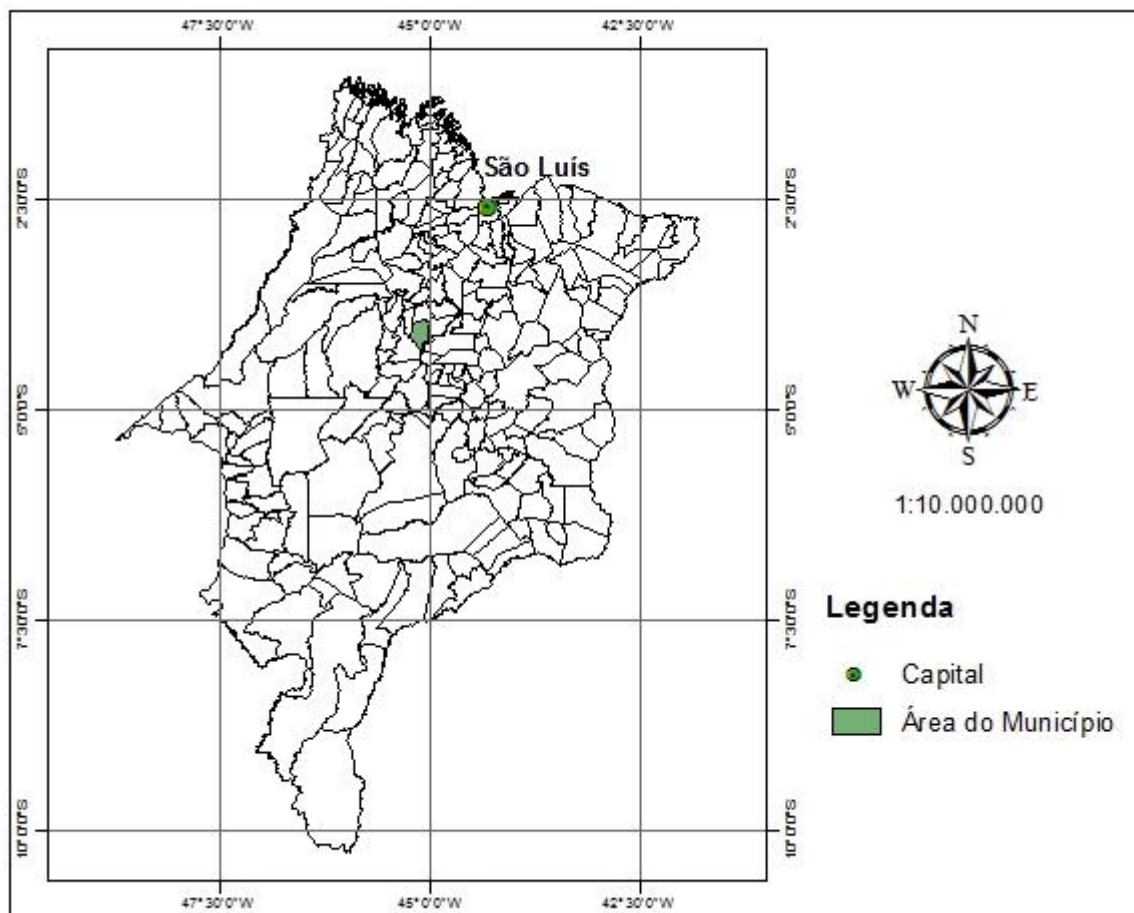 47°30'0"W 45°0'0"W 42°30'0"W
São Luís
2°30'0"S 2°30'0"S
N
W E
S
5°0'0"S 5°0'0"S
1:10.000.000
Legenda
7°30'0"S 7°30'0"S
Capital
Área do Município
10°0'0"S 10°0'0"S
47°30'0"W 45°0'0"W 42°30'0"W